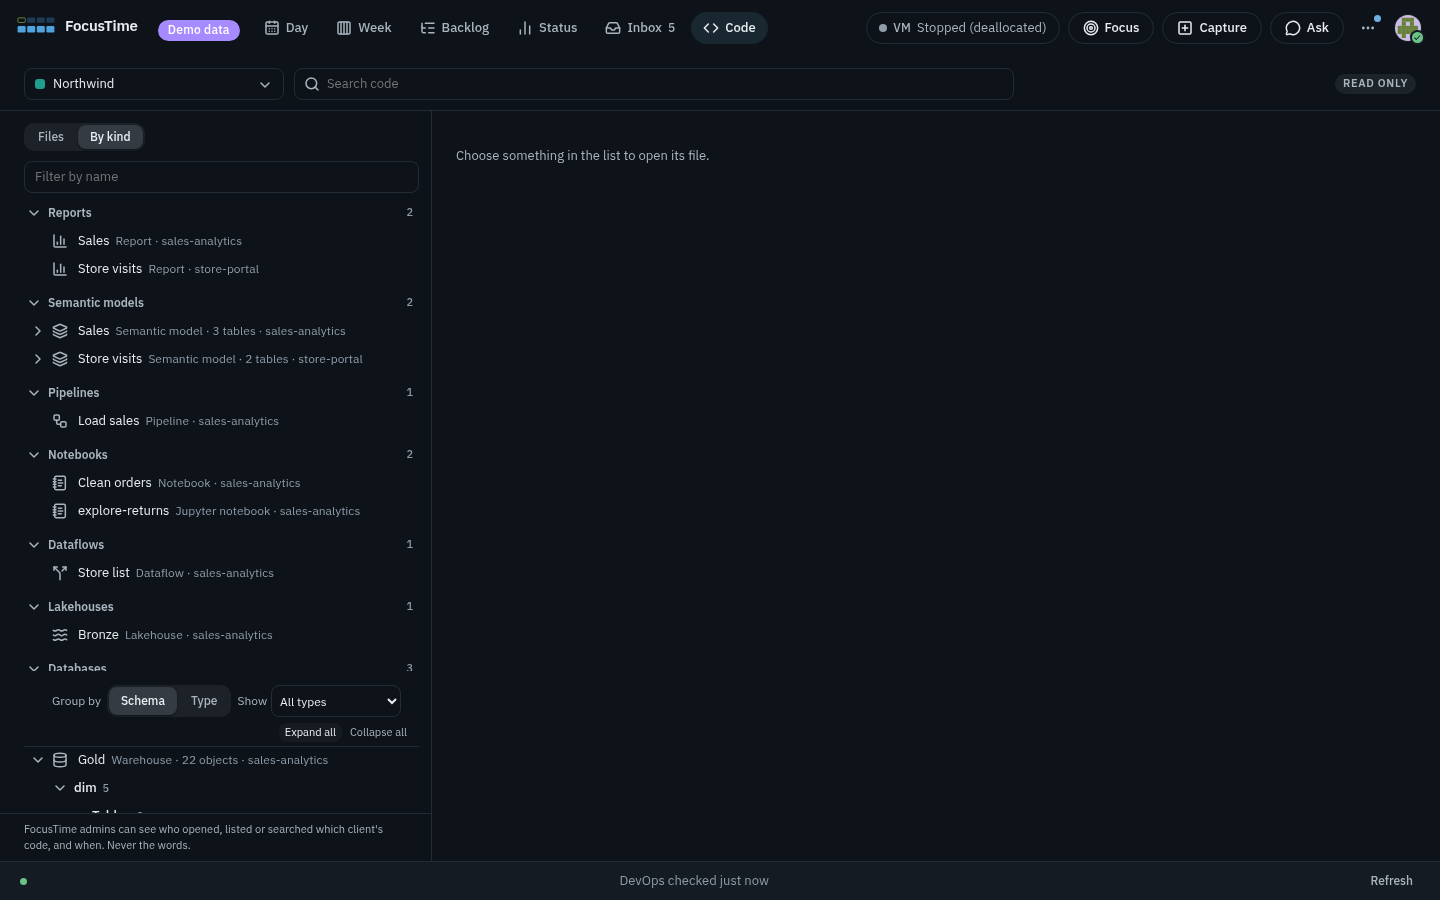 FocusTime
Demo data
Day
Week
Backlog
Status
Inbox 5
Code
VM Stopped (deallocated)
Focus
Capture
Ask
Northwind
Search code
READ ONLY
Files
By kind
Filter by name
Choose something in the list to open its file.
Reports 2
Sales Report · sales-analytics
Store visits Report · store-portal
Semantic models 2
Sales Semantic model · 3 tables · sales-analytics
Store visits Semantic model · 2 tables · store-portal
Pipelines 1
Load sales Pipeline · sales-analytics
Notebooks 2
Clean orders Notebook · sales-analytics
explore-returns Jupyter notebook · sales-analytics
Dataflows 1
Store list Dataflow · sales-analytics
Lakehouses 1
Bronze Lakehouse · sales-analytics
Databases 3
Group by Schema Type Show All types
Expand all Collapse all
Gold Warehouse · 22 objects · sales-analytics
dim 5
FocusTime admins can see who opened, listed or searched which client's
code, and when. Never the words.
DevOps checked just now
Refresh